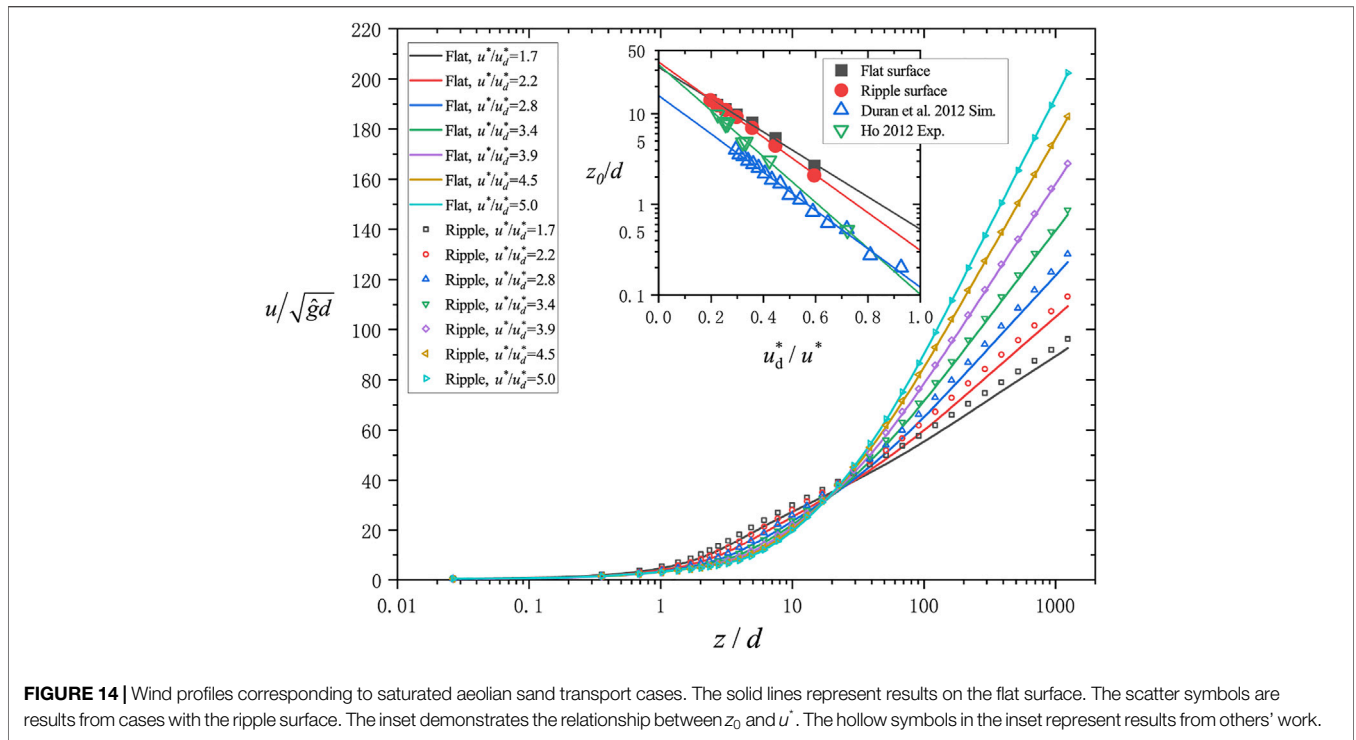 220
200
180
160
140
120
100
80
60
40
20
0
u/√ĝd
Flat, u*/u*d=1.7
Flat, u*/u*d=2.2
Flat, u*/u*d=2.8
Flat, u*/u*d=3.4
Flat, u*/u*d=3.9
Flat, u*/u*d=4.5
Flat, u*/u*d=5.0
Ripple, u*/u*d=1.7
Ripple, u*/u*d=2.2
Ripple, u*/u*d=2.8
Ripple, u*/u*d=3.4
Ripple, u*/u*d=3.9
Ripple, u*/u*d=4.5
Ripple, u*/u*d=5.0
50
10
5
1
0.5
0.1
z0/d
Flat surface
Ripple surface
Duran et al. 2012 Sim.
Ho 2012 Exp.
0.0 0.2 0.4 0.6 0.8 1.0
u*d / u*
0.01 0.1 1 10 100 1000
z / d
FIGURE 14 | Wind profiles corresponding to saturated aeolian sand transport cases. The solid lines represent results on the flat surface. The scatter symbols are
results from cases with the ripple surface. The inset demonstrates the relationship between z0 and u*. The hollow symbols in the inset represent results from others' work.